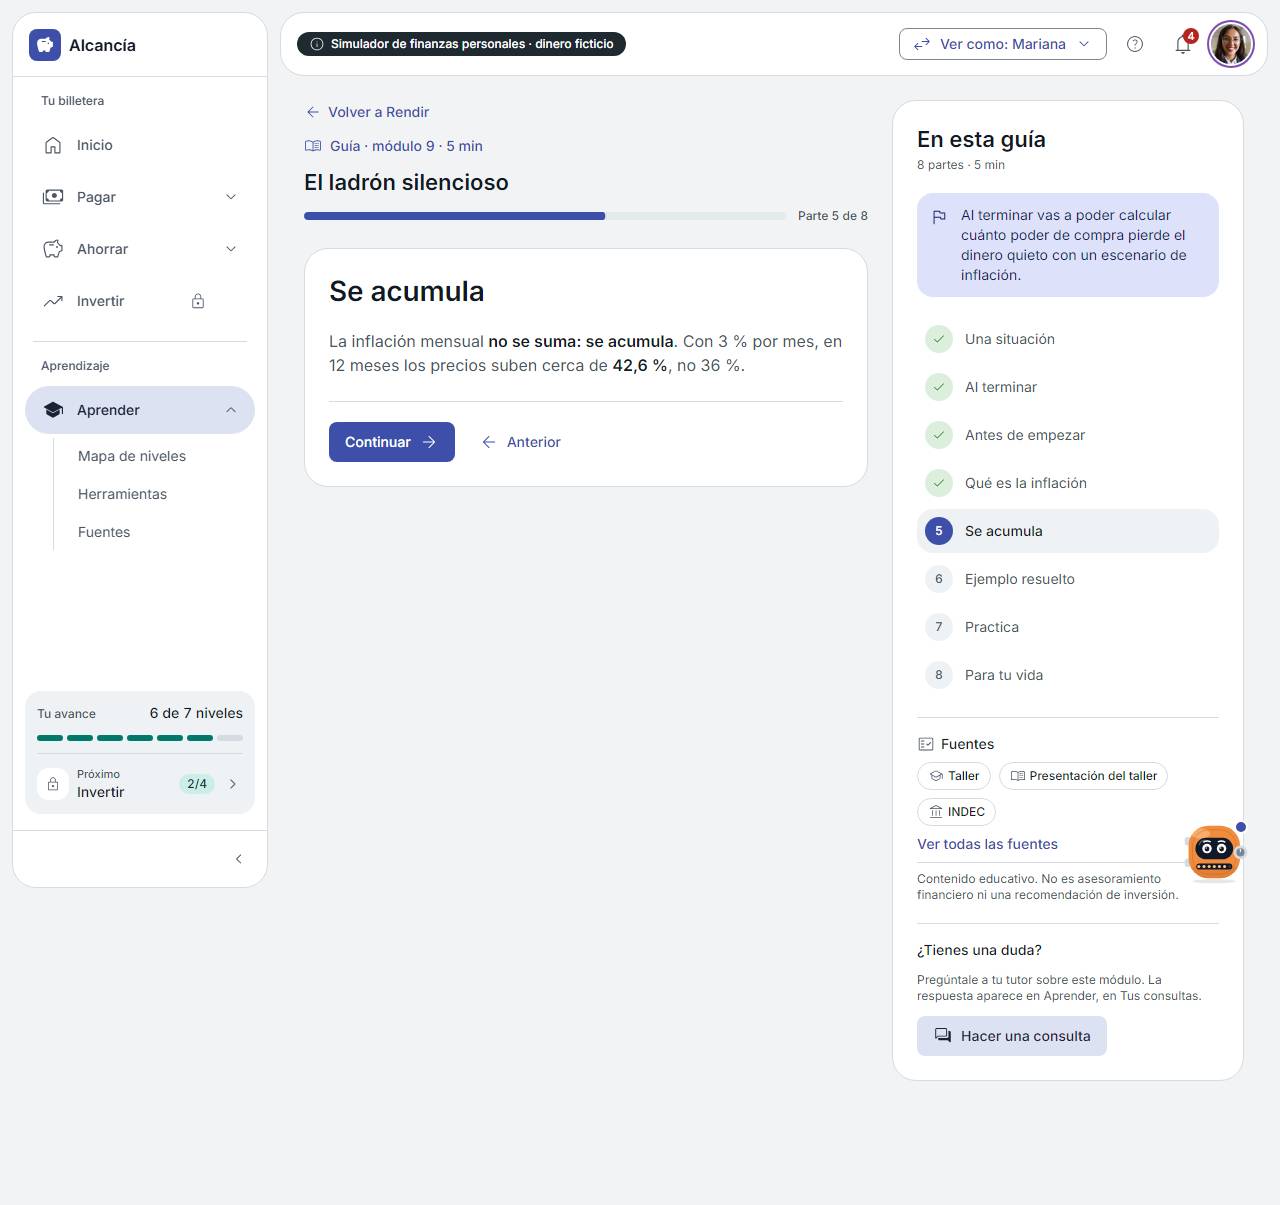 Alcancía
Tu billetera
Inicio
Pagar
Ahorrar
Invertir
Aprendizaje
Aprender
Mapa de niveles
Herramientas
Fuentes
Tu avance
6 de 7 niveles
Próximo
Invertir
2/4
Simulador de finanzas personales · dinero ficticio
Ver como: Mariana
4
Volver a Rendir
Guía · módulo 9 · 5 min
El ladrón silencioso
Parte 5 de 8
Se acumula
La inflación mensual no se suma: se acumula. Con 3 % por mes, en
12 meses los precios suben cerca de 42,6 %, no 36 %.
Continuar
Anterior
En esta guía
8 partes · 5 min
Al terminar vas a poder calcular
cuánto poder de compra pierde el
dinero quieto con un escenario de
inflación.
Una situación
Al terminar
Antes de empezar
Qué es la inflación
5 Se acumula
6 Ejemplo resuelto
7 Practica
8 Para tu vida
Fuentes
Taller
Presentación del taller
INDEC
Ver todas las fuentes
Contenido educativo. No es asesoramiento
financiero ni una recomendación de inversión.
¿Tienes una duda?
Pregúntale a tu tutor sobre este módulo. La
respuesta aparece en Aprender, en Tus consultas.
Hacer una consulta